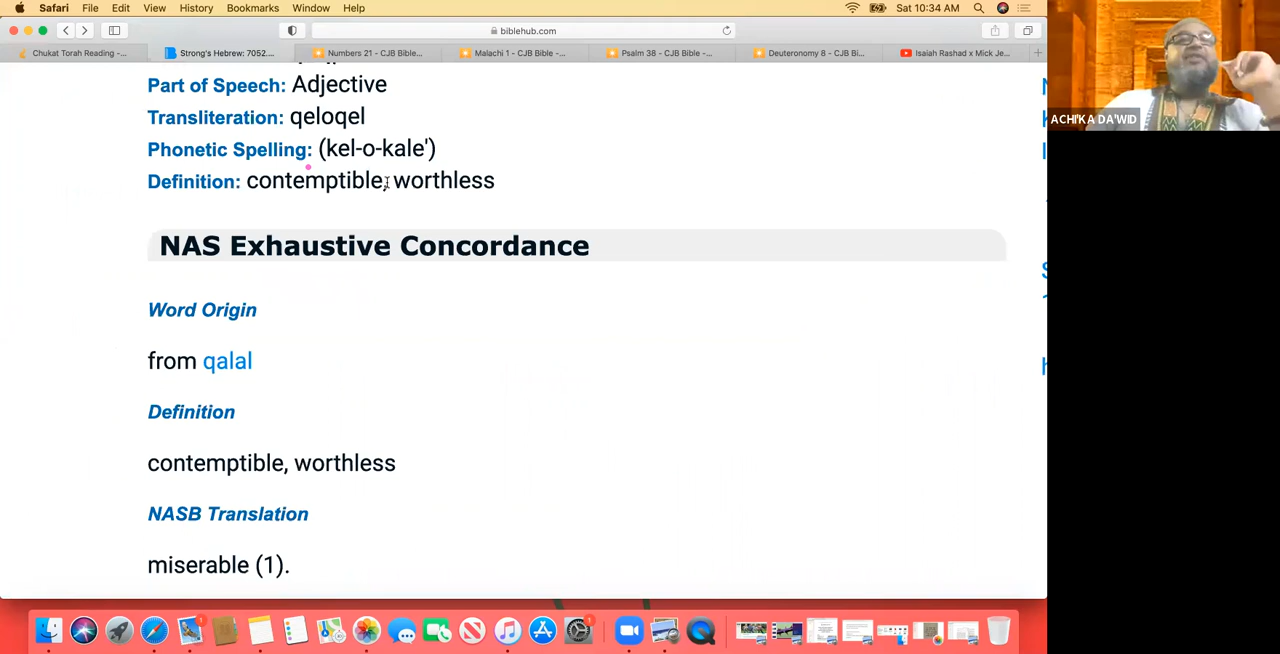 Safari File Edit View History Bookmarks Window Help Sat 10:34 AM
biblehub.com
Chukat Torah Reading -... Strong's Hebrew: 7052.... Numbers 21 - CJB Bible... Malachi 1 - CJB Bible -... Psalm 38 - CJB Bible -... Deuteronomy 8 - CJB Bi... Isaiah Rashad x Mick Je...
Part of Speech: Adjective
Transliteration: qeloqel
Phonetic Spelling: (kel-o-kale')
Definition: contemptible, worthless
NAS Exhaustive Concordance
Word Origin
from qalal
Definition
contemptible, worthless
NASB Translation
miserable (1).
ACHI'KA DA'WID